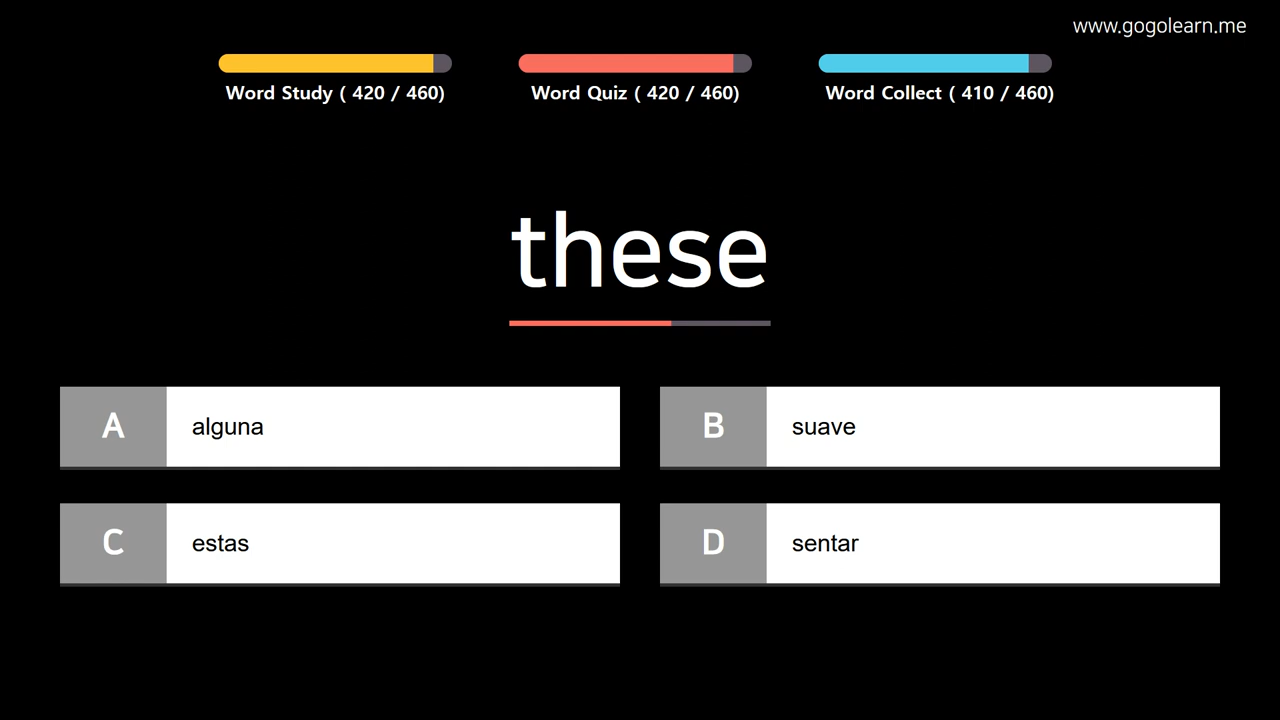 www.gogolearn.me
Word Study ( 420 / 460)
Word Quiz ( 420 / 460)
Word Collect ( 410 / 460)
these
A alguna
B suave
C estas
D sentar